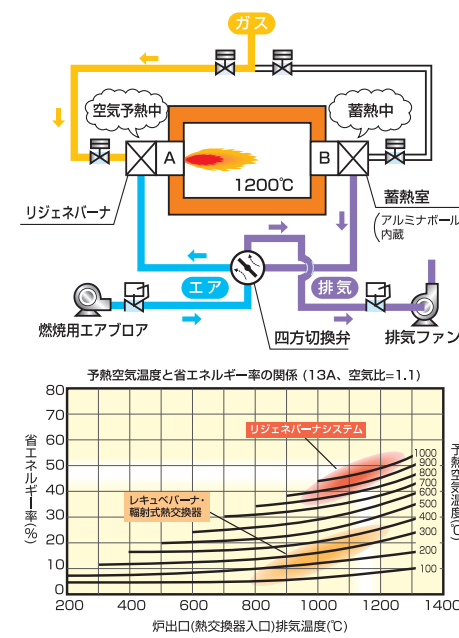 ガス
空気予熱中
蓄熱中
A
B
1200℃
リジェネバーナ
蓄熱室
(アルミナボール
内蔵
エア
排気
燃焼用エアブロア
四方切換弁
排気ファン
予熱空気温度と省エネルギー率の関係 (13A、空気比=1.1)
省エネルギー率(%)
80
70
60
50
40
30
20
10
0
リジェネバーナシステム
レキュペバーナ・
輻射式熱交換器
1000
900
800
700
600
500
400
300
200
100
予熱空気温度(℃)
200
400
600
800
1000
1200
1400
炉出口(熱交換器入口)排気温度(℃)